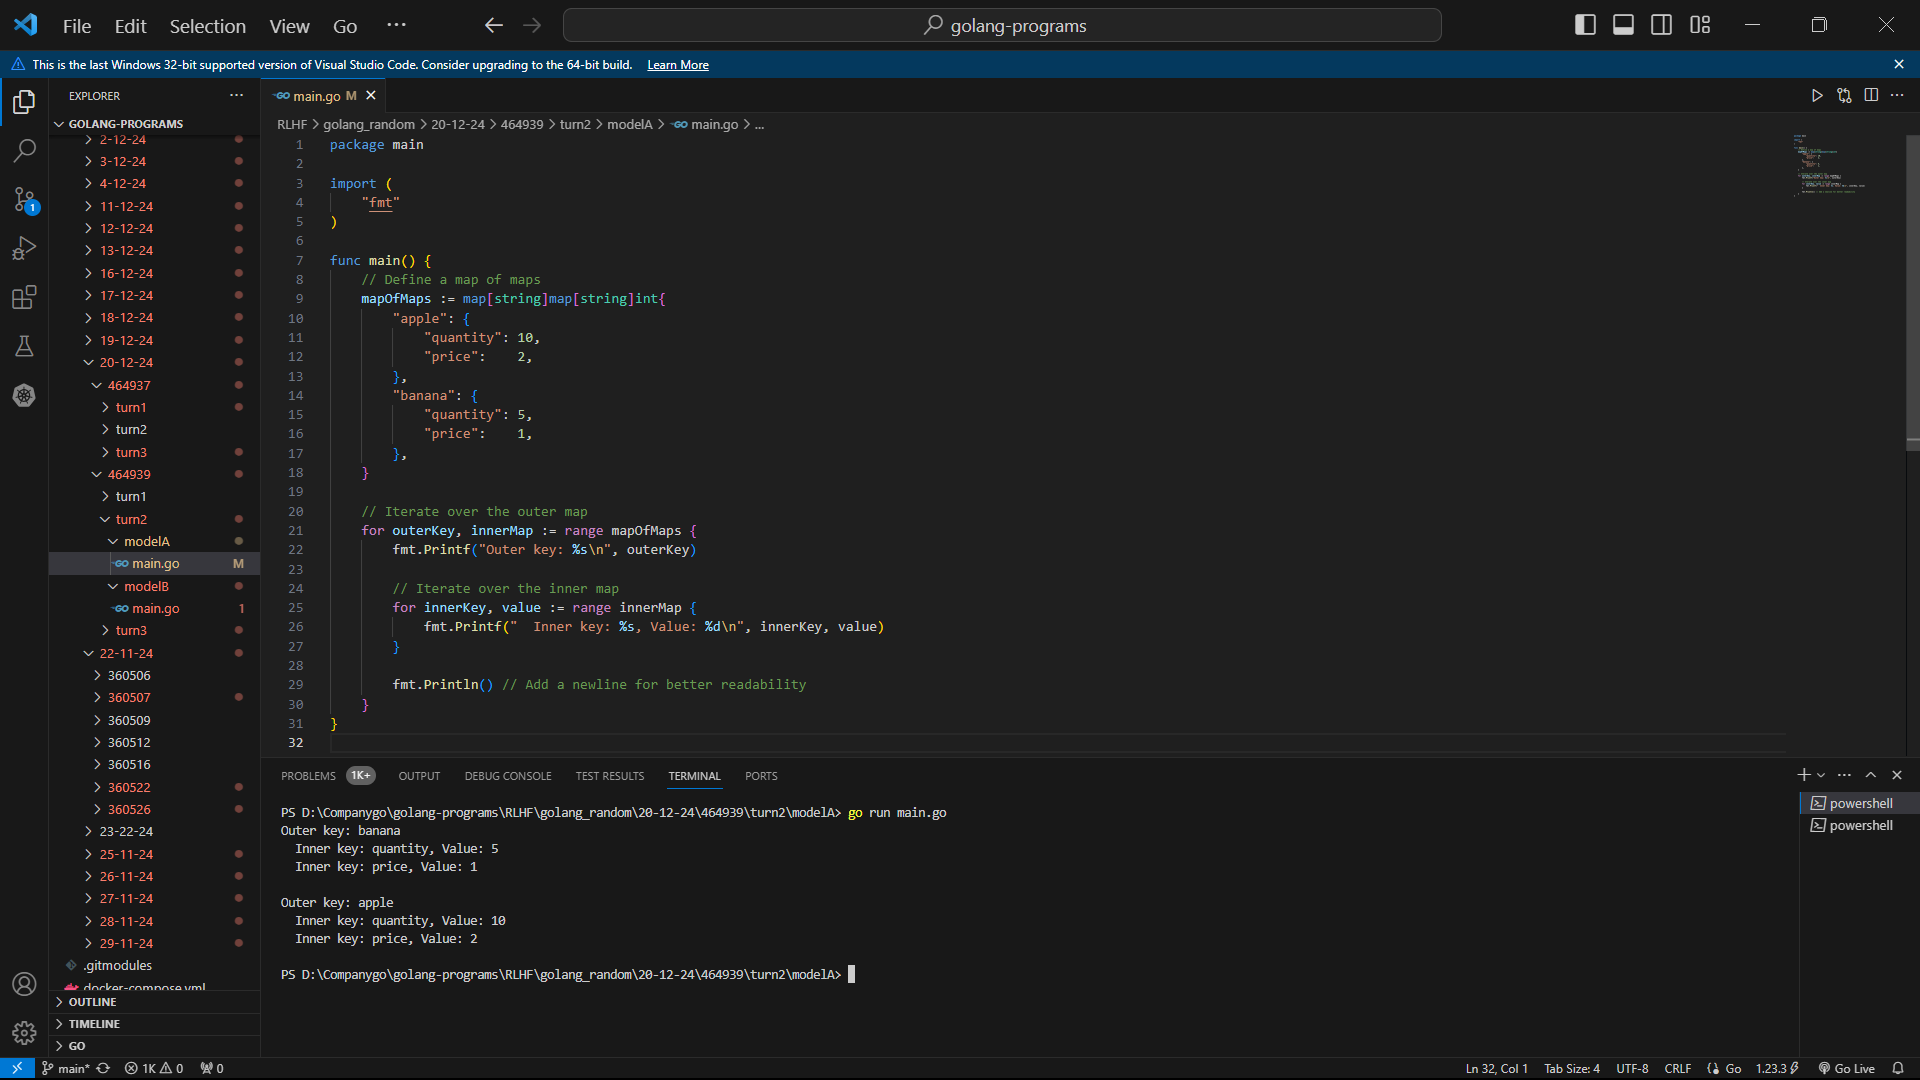 File Edit Selection View Go ··· golang-programs
This is the last Windows 32-bit supported version of Visual Studio Code. Consider upgrading to the 64-bit build. Learn More
EXPLORER ···
GOLANG-PROGRAMS
2-12-24
3-12-24
4-12-24
11-12-24
12-12-24
13-12-24
16-12-24
17-12-24
18-12-24
19-12-24
20-12-24
464937
turn1
turn2
turn3
464939
turn1
turn2
modelA
main.go M
modelB
main.go 1
turn3
22-11-24
360506
360507
360509
360512
360516
360522
360526
23-22-24
25-11-24
26-11-24
27-11-24
28-11-24
29-11-24
.gitmodules
docker-compose.yml
OUTLINE
TIMELINE
GO
1
GO main.go M
RLHF > golang_random > 20-12-24 > 464939 > turn2 > modelA > GO main.go > ...
1 package main
2
3 import (
4 "fmt"
5 )
6
7 func main() {
8 // Define a map of maps
9 mapOfMaps := map[string]map[string]int{
10 "apple": {
11 "quantity": 10,
12 "price": 2,
13 },
14 "banana": {
15 "quantity": 5,
16 "price": 1,
17 },
18 }
19
20 // Iterate over the outer map
21 for outerKey, innerMap := range mapOfMaps {
22 fmt.Printf("Outer key: %s\n", outerKey)
23
24 // Iterate over the inner map
25 for innerKey, value := range innerMap {
26 fmt.Printf("  Inner key: %s, Value: %d\n", innerKey, value)
27 }
28
29 fmt.Println() // Add a newline for better readability
30 }
31 }
32
PROBLEMS 1K+ OUTPUT DEBUG CONSOLE TEST RESULTS TERMINAL PORTS
PS D:\Companygo\golang-programs\RLHF\golang_random\20-12-24\464939\turn2\modelA> go run main.go
Outer key: banana
Inner key: quantity, Value: 5
Inner key: price, Value: 1
Outer key: apple
Inner key: quantity, Value: 10
Inner key: price, Value: 2
PS D:\Companygo\golang-programs\RLHF\golang_random\20-12-24\464939\turn2\modelA>
powershell
powershell
main* 1K 0 0 Ln 32, Col 1 Tab Size: 4 UTF-8 CRLF Go 1.23.3 Go Live